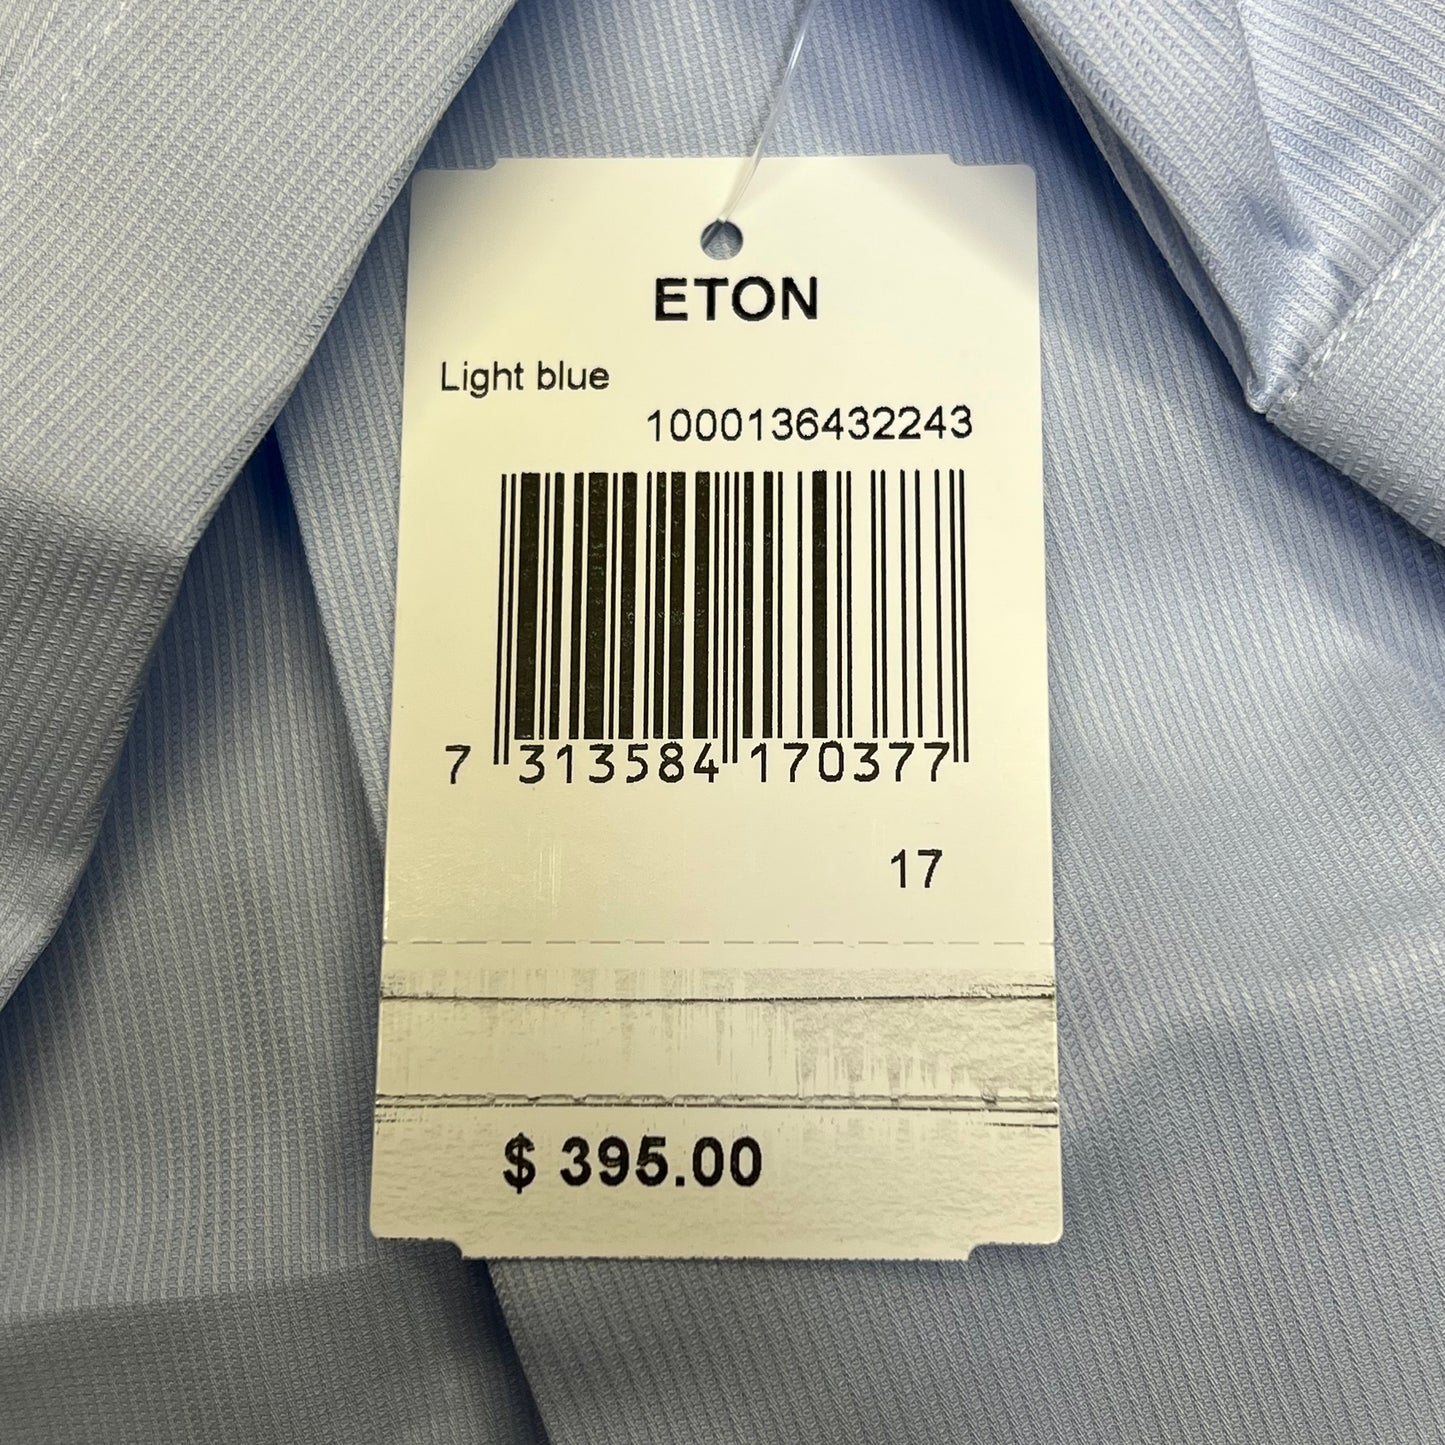 ETON
Light blue
1000136432243
7 313584 170377
17
$ 395.00